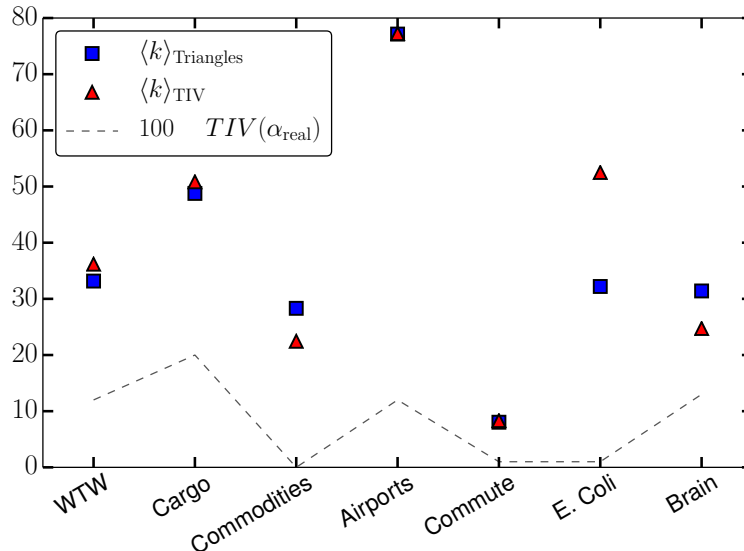 80
70
60
50
40
30
20
10
0
⟨k⟩Triangles
⟨k⟩TIV
100 TIV(αreal)
WTW
Cargo
Commodities
Airports
Commute
E. Coli
Brain